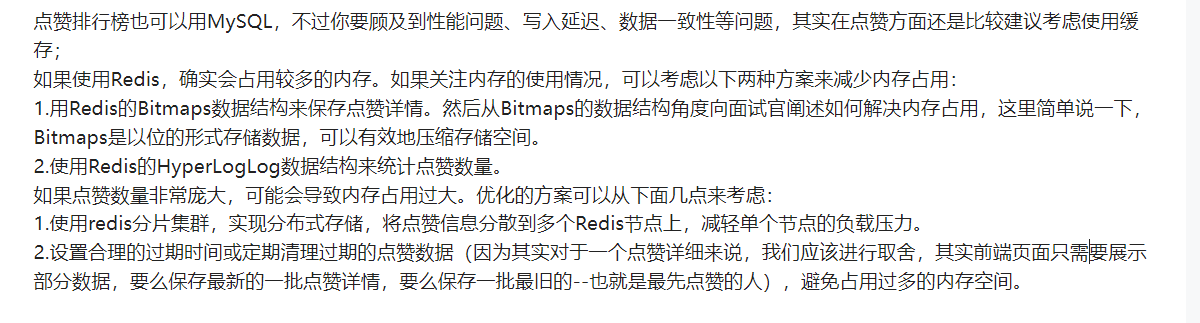 点赞排行榜也可以用MySQL，不过你要顾及到性能问题、写入延迟、数据一致性等问题，其实在点赞方面还是比较建议考虑使用缓
存；
如果使用Redis，确实会占用较多的内存。如果关注内存的使用情况，可以考虑以下两种方案来减少内存占用：
1.用Redis的Bitmaps数据结构来保存点赞详情。然后从Bitmaps的数据结构角度向面试官阐述如何解决内存占用，这里简单说一下，
Bitmaps是以位的形式存储数据，可以有效地压缩存储空间。
2.使用Redis的HyperLogLog数据结构来统计点赞数量。
如果点赞数量非常庞大，可能会导致内存占用过大。优化的方案可以从下面几点来考虑：
1.使用redis分片集群，实现分布式存储，将点赞信息分散到多个Redis节点上，减轻单个节点的负载压力。
2.设置合理的过期时间或定期清理过期的点赞数据（因为其实对于一个点赞详细来说，我们应该进行取舍，其实前端页面只需要展示
部分数据，要么保存最新的一批点赞详情，要么保存一批最旧的--也就是最先点赞的人），避免占用过多的内存空间。